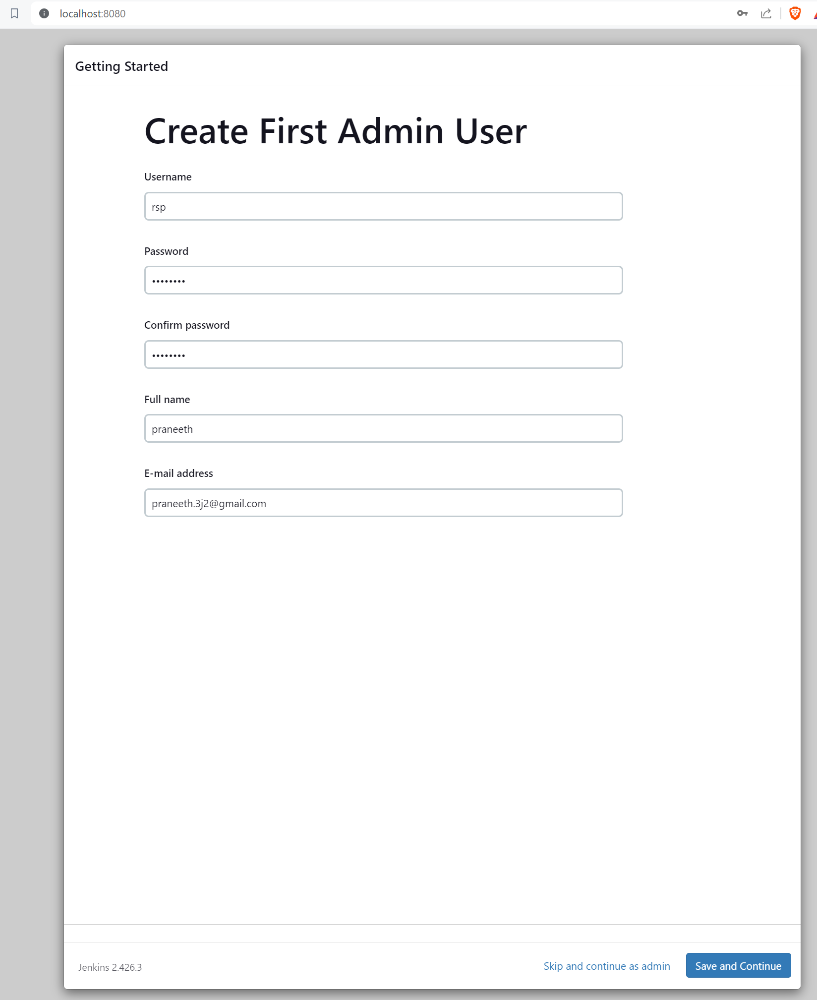 localhost:8080
Getting Started
Create First Admin User
Username
rsp
Password
••••••••
Confirm password
••••••••
Full name
praneeth
E-mail address
praneeth.3j2@gmail.com
Jenkins 2.426.3
Skip and continue as admin
Save and Continue